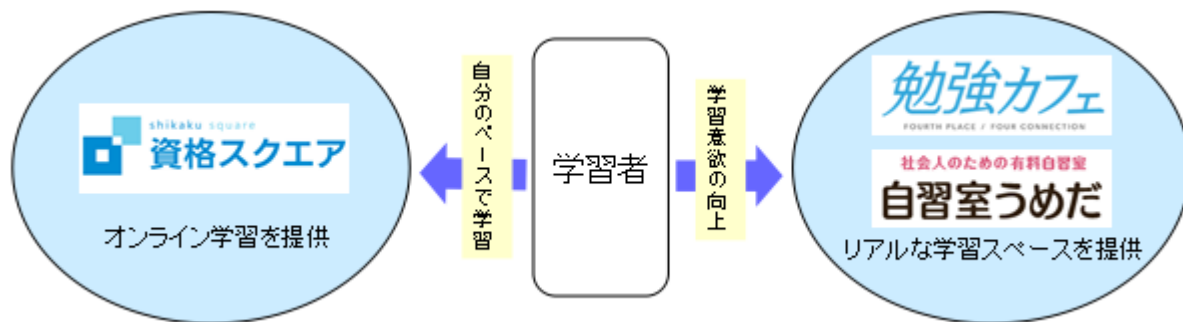 shikaku square
資格スクエア
オンライン学習を提供
自分のペースで学習
学習者
学習意欲の向上
勉強カフェ
FOURTH PLACE / FOUR CONNECTION
社会人のための有料自習室
自習室うめだ
リアルな学習スペースを提供